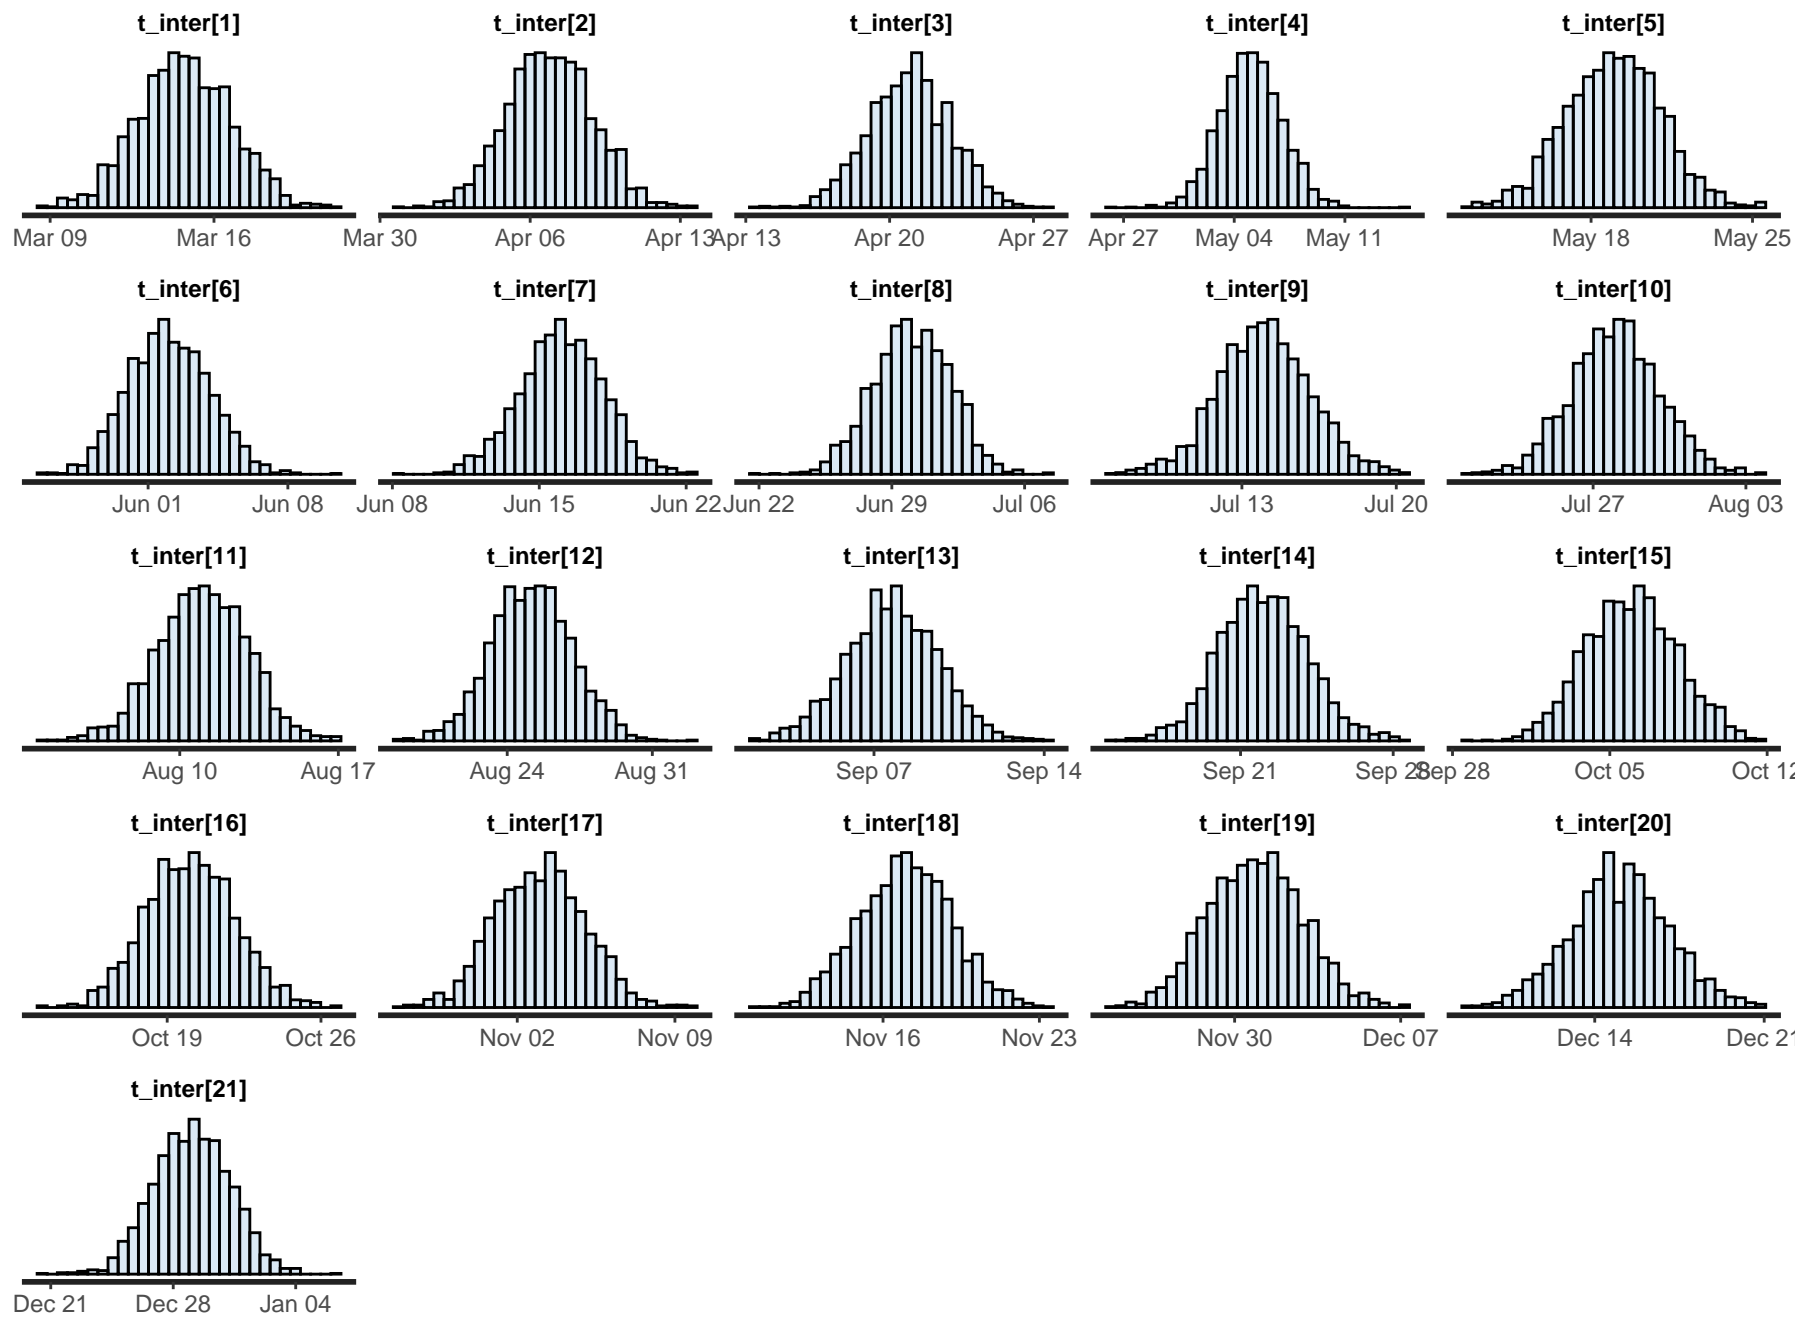 t_inter[1] t_inter[2] t_inter[3] t_inter[4] t_inter[5]
Mar 09 Mar 16 Mar 30 Apr 06 Apr 13 Apr 13 Apr 20 Apr 27 Apr 27 May 04 May 11 May 18 May 25
t_inter[6] t_inter[7] t_inter[8] t_inter[9] t_inter[10]
Jun 01 Jun 08 Jun 08 Jun 15 Jun 22 Jun 22 Jun 29 Jul 06 Jul 13 Jul 20 Jul 27 Aug 03
t_inter[11] t_inter[12] t_inter[13] t_inter[14] t_inter[15]
Aug 10 Aug 17 Aug 24 Aug 31 Sep 07 Sep 14 Sep 21 Sep 28 Sep 28 Oct 05 Oct 12
t_inter[16] t_inter[17] t_inter[18] t_inter[19] t_inter[20]
Oct 19 Oct 26 Nov 02 Nov 09 Nov 16 Nov 23 Nov 30 Dec 07 Dec 14 Dec 21
t_inter[21]
Dec 21 Dec 28 Jan 04